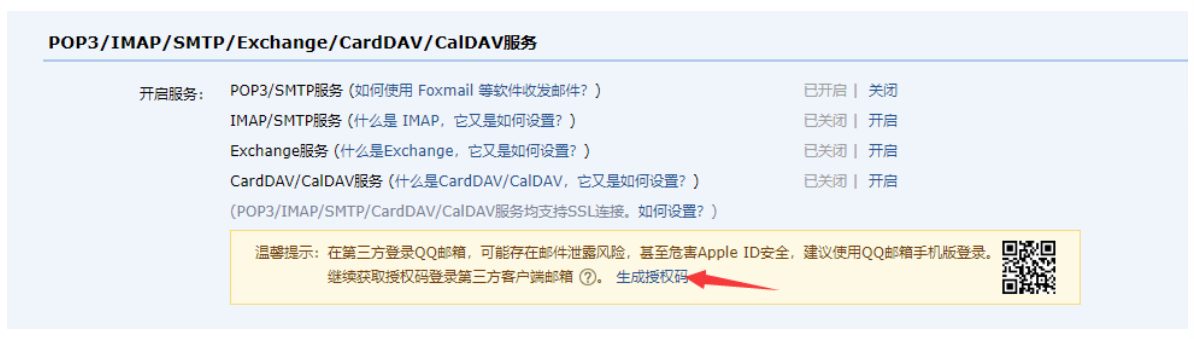 POP3/IMAP/SMTP/Exchange/CardDAV/CalDAV服务
开启服务： POP3/SMTP服务 (如何使用 Foxmail 等软件收发邮件？) 已开启 | 关闭
IMAP/SMTP服务 (什么是 IMAP，它又是如何设置？) 已关闭 | 开启
Exchange服务 (什么是Exchange，它又是如何设置？) 已关闭 | 开启
CardDAV/CalDAV服务 (什么是CardDAV/CalDAV，它又是如何设置？) 已关闭 | 开启
(POP3/IMAP/SMTP/CardDAV/CalDAV服务均支持SSL连接。如何设置？)
温馨提示：在第三方登录QQ邮箱，可能存在邮件泄露风险，甚至危害Apple ID安全，建议使用QQ邮箱手机版登录。
继续获取授权码登录第三方客户端邮箱 ?。 生成授权码